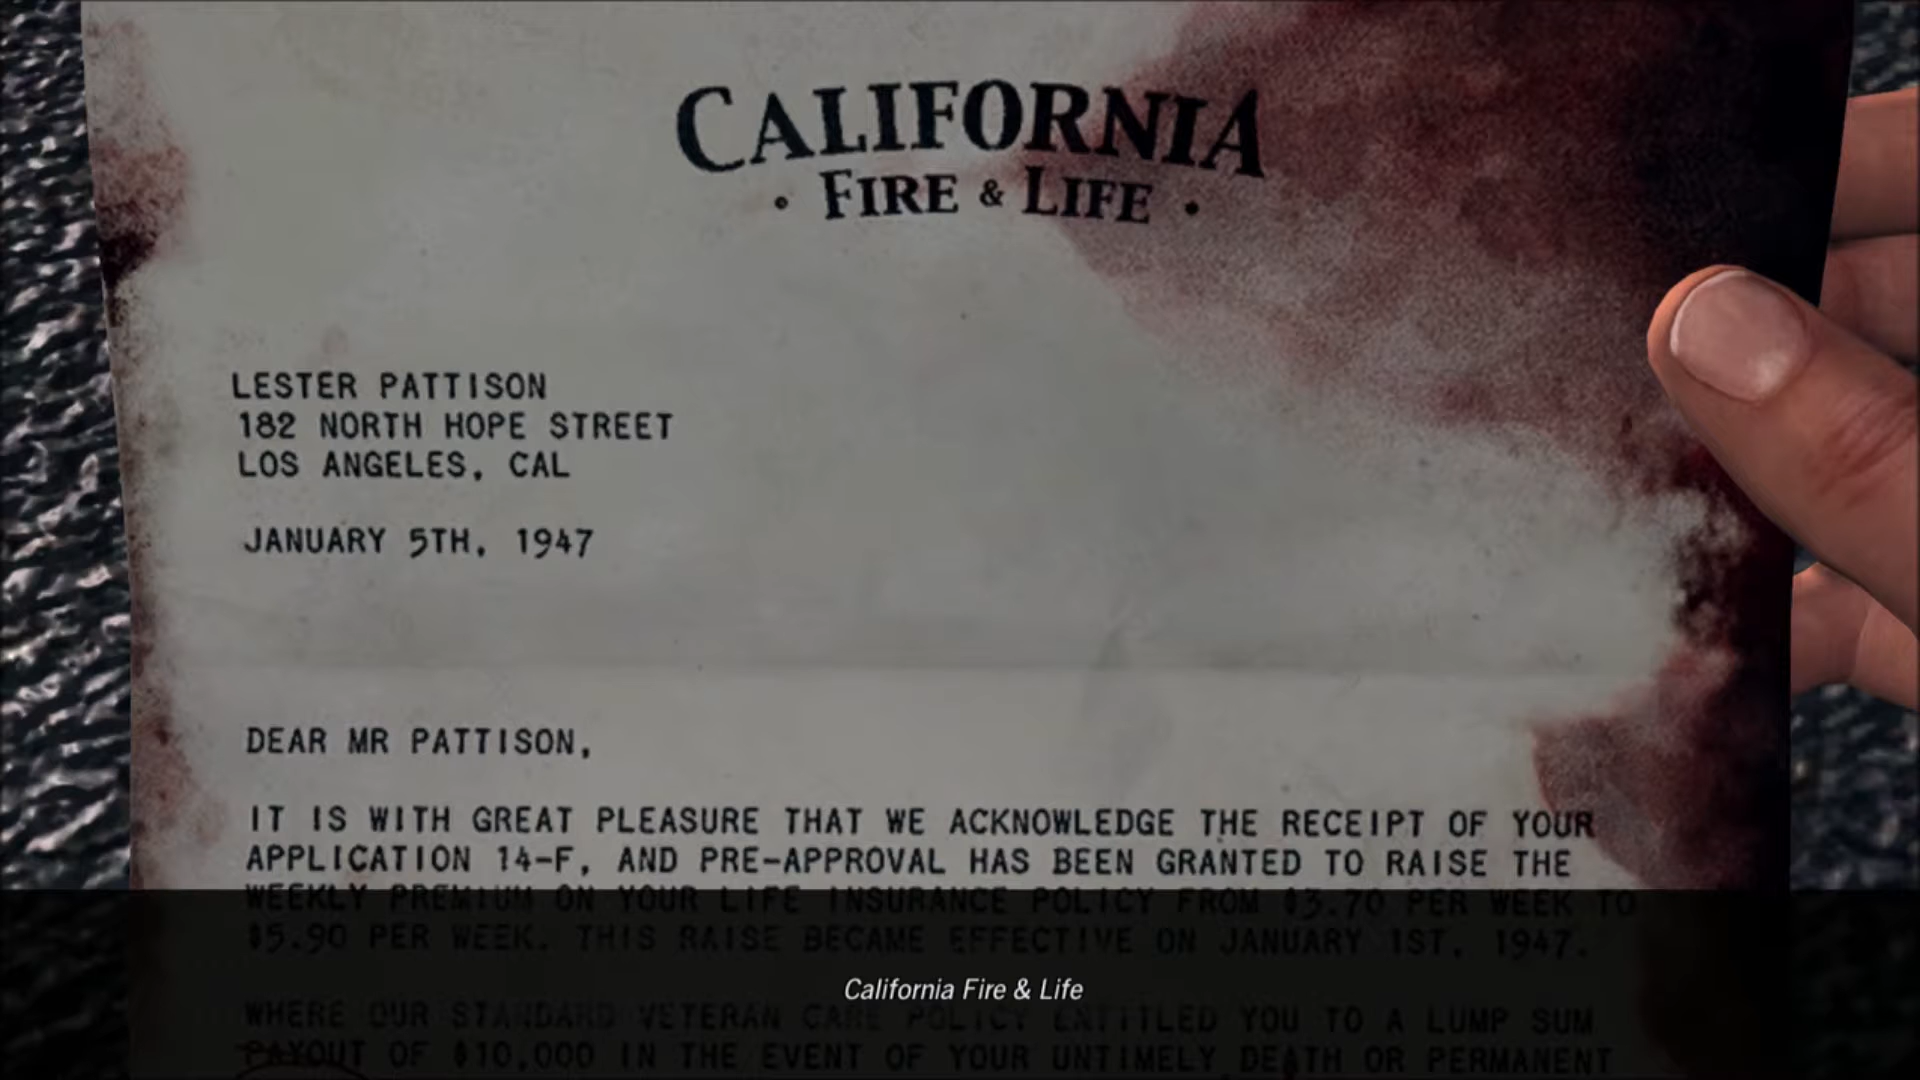 CALIFORNIA
• FIRE & LIFE •
LESTER PATTISON
182 NORTH HOPE STREET
LOS ANGELES, CAL
JANUARY 5TH, 1947
DEAR MR PATTISON,
IT IS WITH GREAT PLEASURE THAT WE ACKNOWLEDGE THE RECEIPT OF YOUR
APPLICATION 14-F, AND PRE-APPROVAL HAS BEEN GRANTED TO RAISE THE
WEEKLY PREMIUM ON YOUR LIFE INSURANCE POLICY FROM $3.70 PER WEEK TO
$5.90 PER WEEK. THIS RAISE BECAME EFFECTIVE ON JANUARY 1ST, 1947.
California Fire & Life
WHERE OUR STANDARD VETERAN CARE POLICY ENTITLED YOU TO A LUMP SUM
PAYOUT OF $10,000 IN THE EVENT OF YOUR UNTIMELY DEATH OR PERMANENT